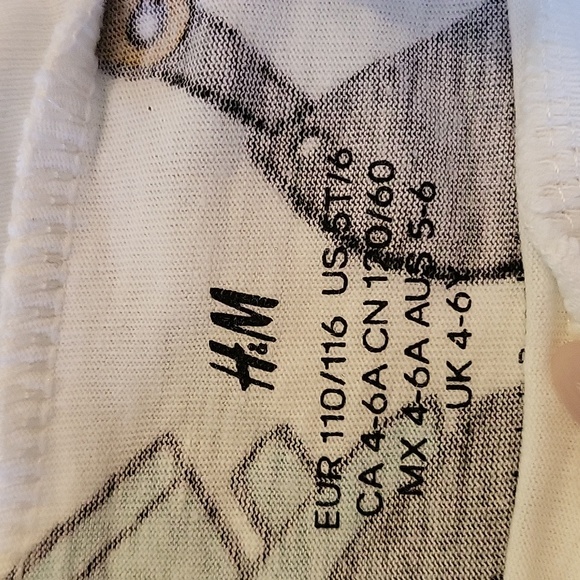 H&M
EUR 110/116 US 5T/6
CA 4-6A CN 120/60
MX 4-6A AUS 5-6
UK 4-6Y